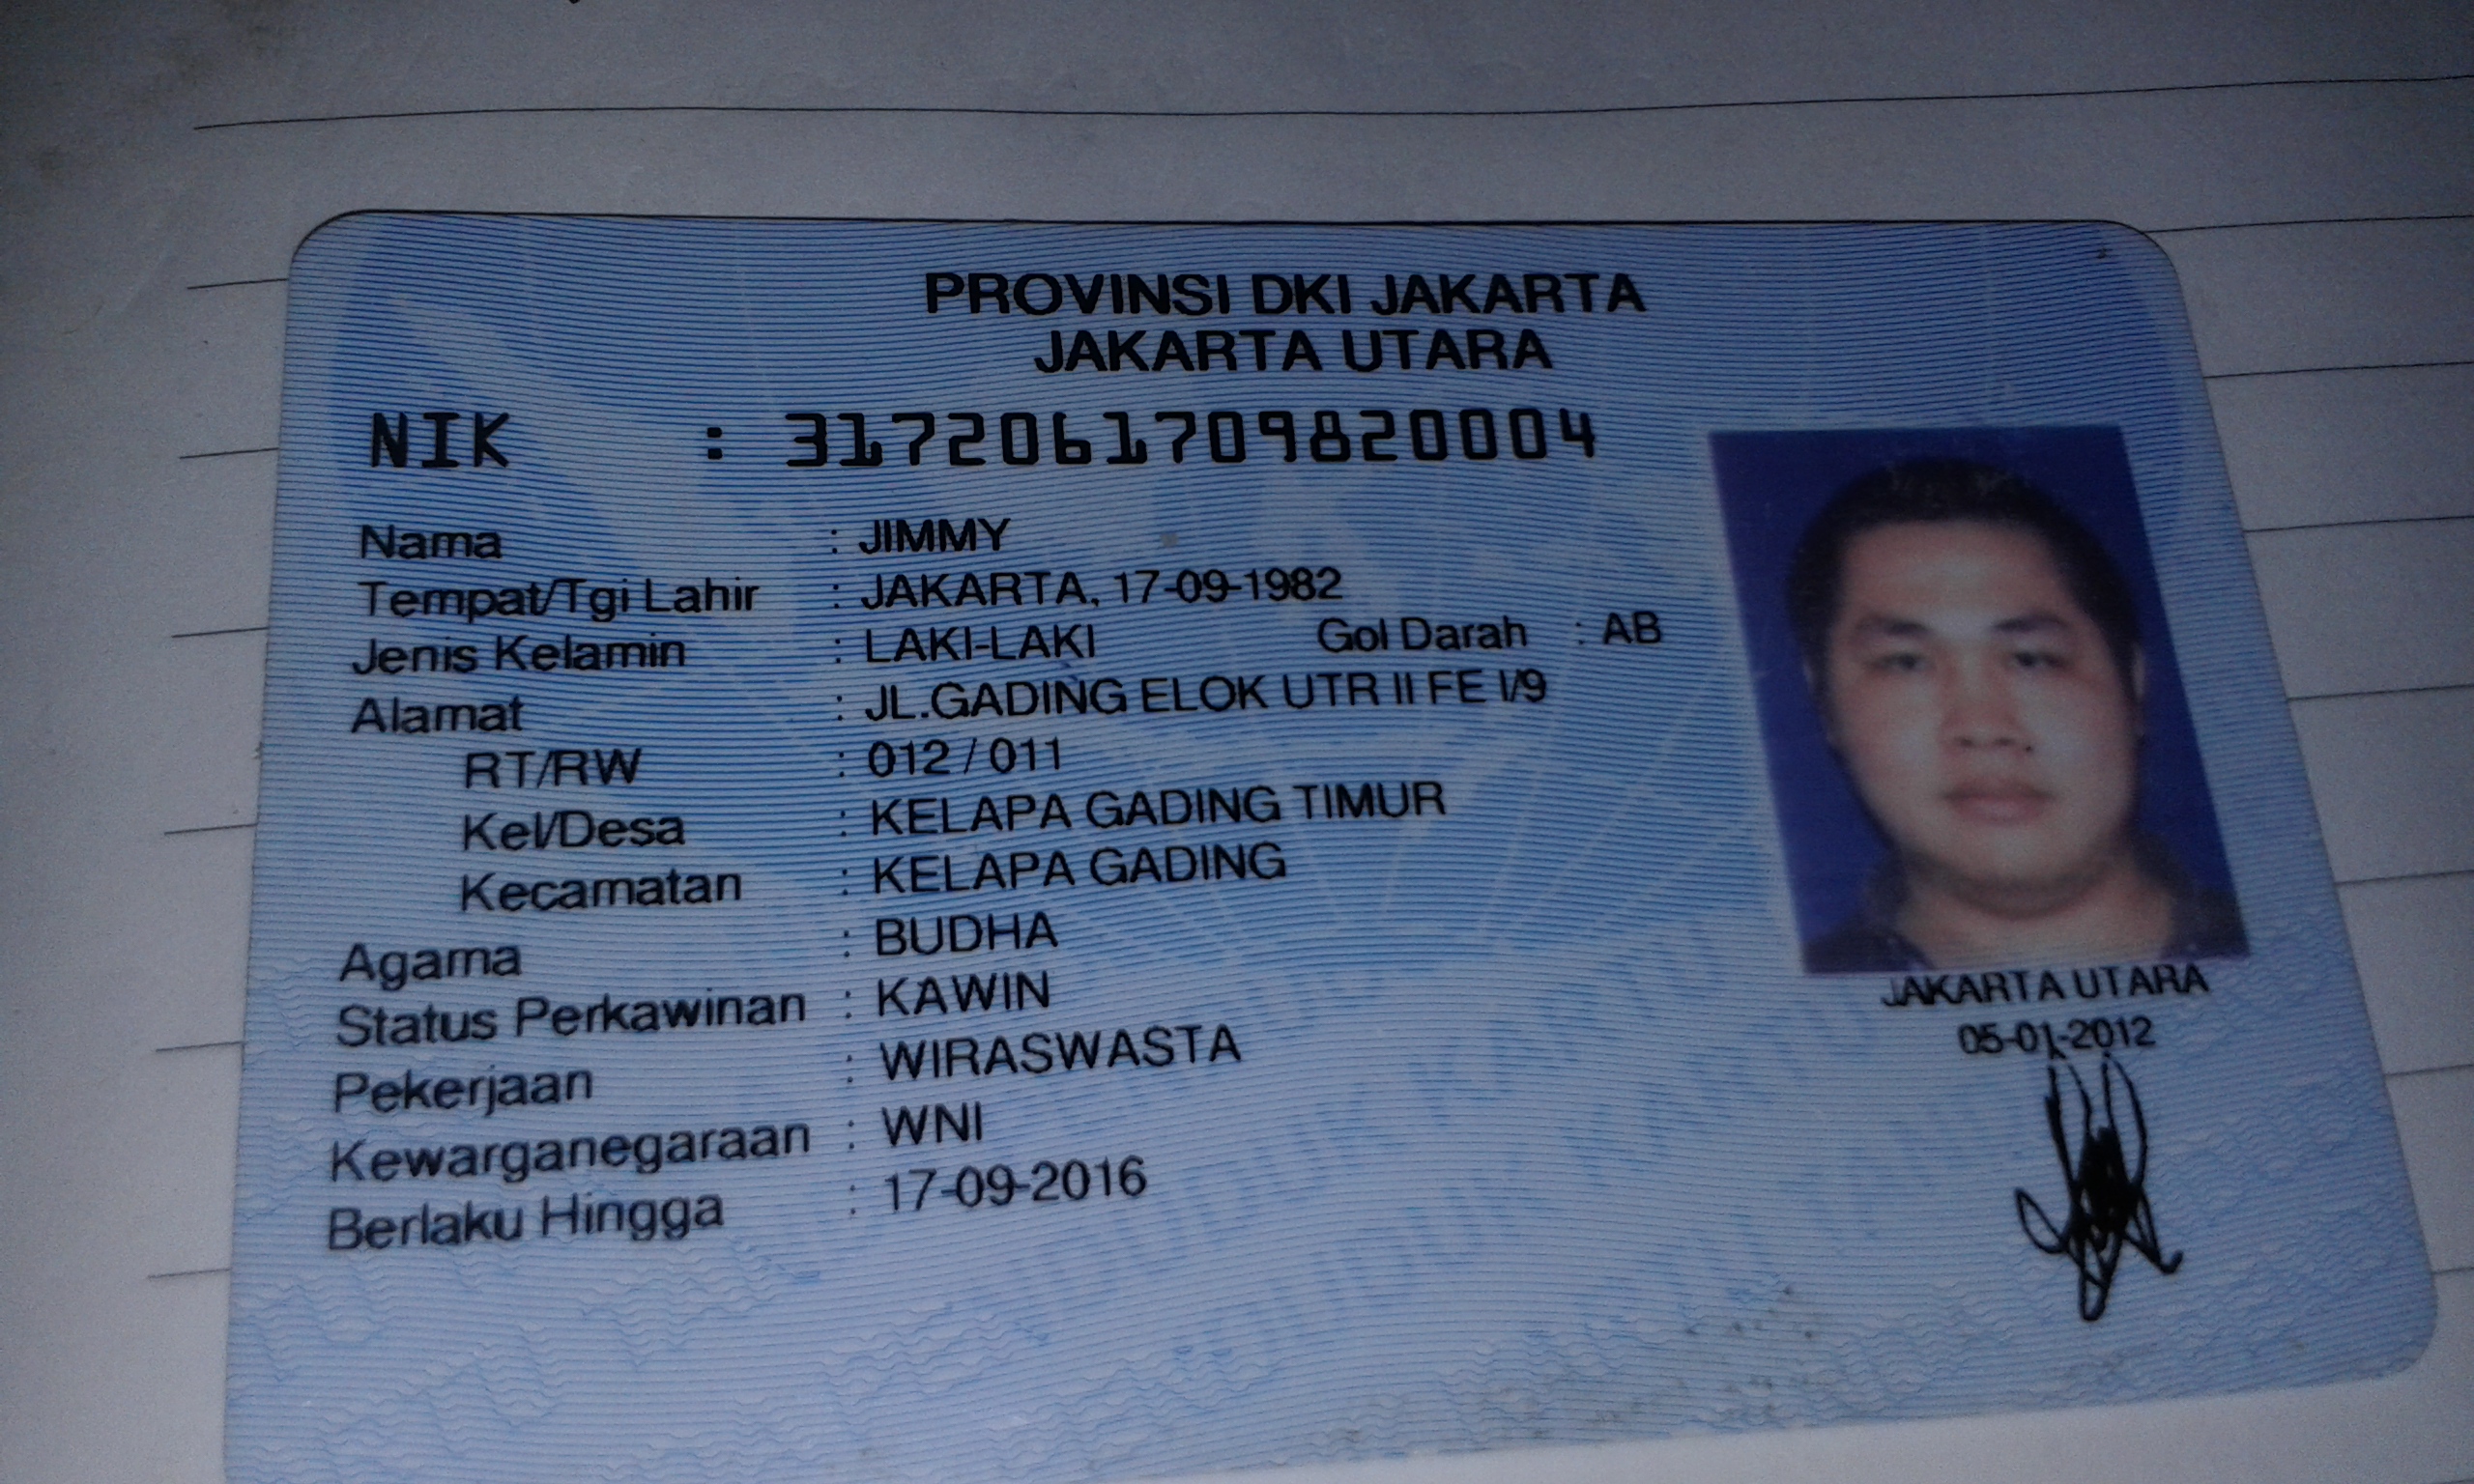 PROVINSI DKI JAKARTA
JAKARTA UTARA
NIK : 3172061709820004
Nama : JIMMY
Tempat/Tgi Lahir : JAKARTA, 17-09-1982
Jenis Kelamin : LAKI-LAKI Gol Darah : AB
Alamat : JL.GADING ELOK UTR II FE I/9
RT/RW : 012 / 011
Kel/Desa : KELAPA GADING TIMUR
Kecamatan : KELAPA GADING
Agama : BUDHA
Status Perkawinan : KAWIN
Pekerjaan : WIRASWASTA
Kewarganegaraan : WNI
Berlaku Hingga : 17-09-2016
JAKARTA UTARA
05-01-2012